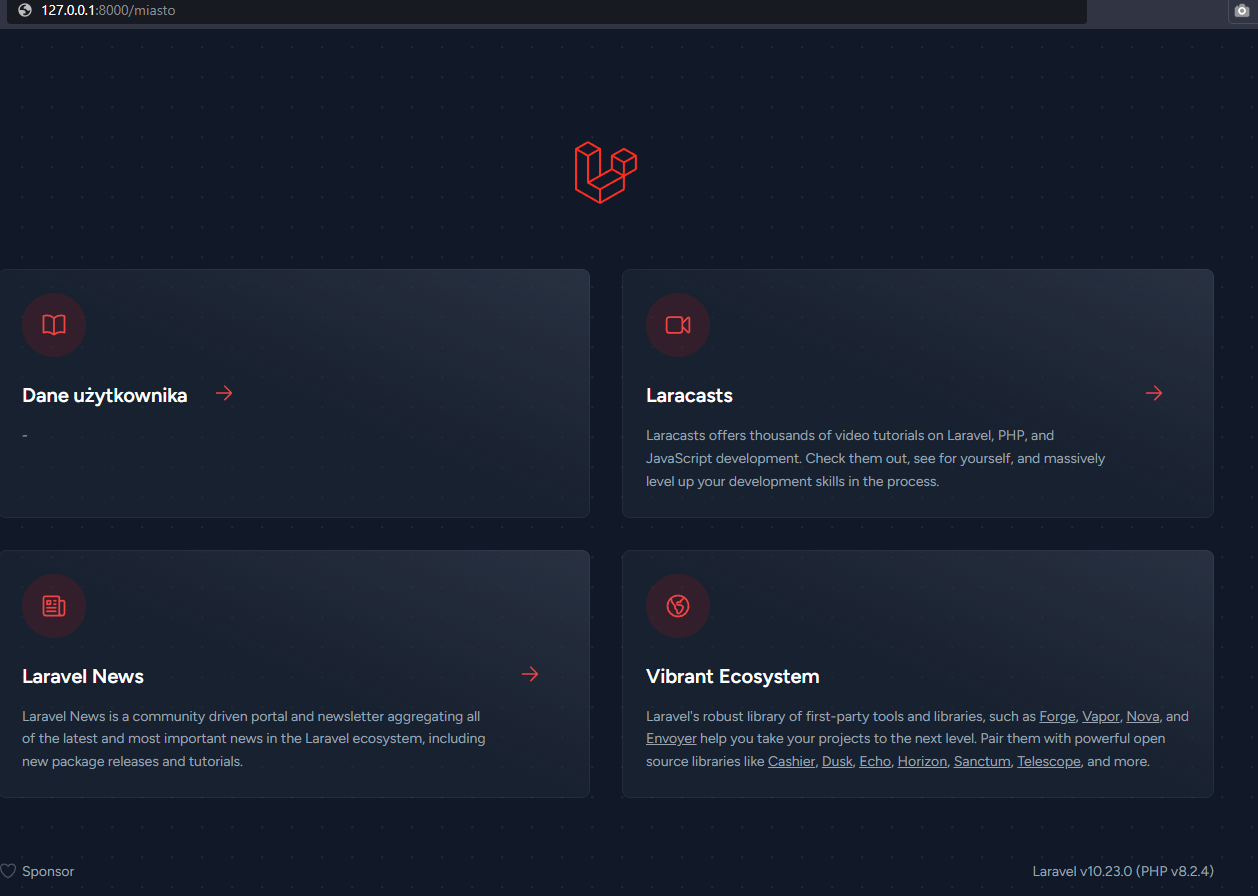 127.0.0.1:8000/miasto
Dane użytkownika
-
Laracasts
Laracasts offers thousands of video tutorials on Laravel, PHP, and
JavaScript development. Check them out, see for yourself, and massively
level up your development skills in the process.
Laravel News
Laravel News is a community driven portal and newsletter aggregating all
of the latest and most important news in the Laravel ecosystem, including
new package releases and tutorials.
Vibrant Ecosystem
Laravel's robust library of first-party tools and libraries, such as Forge, Vapor, Nova, and
Envoyer help you take your projects to the next level. Pair them with powerful open
source libraries like Cashier, Dusk, Echo, Horizon, Sanctum, Telescope, and more.
Sponsor
Laravel v10.23.0 (PHP v8.2.4)